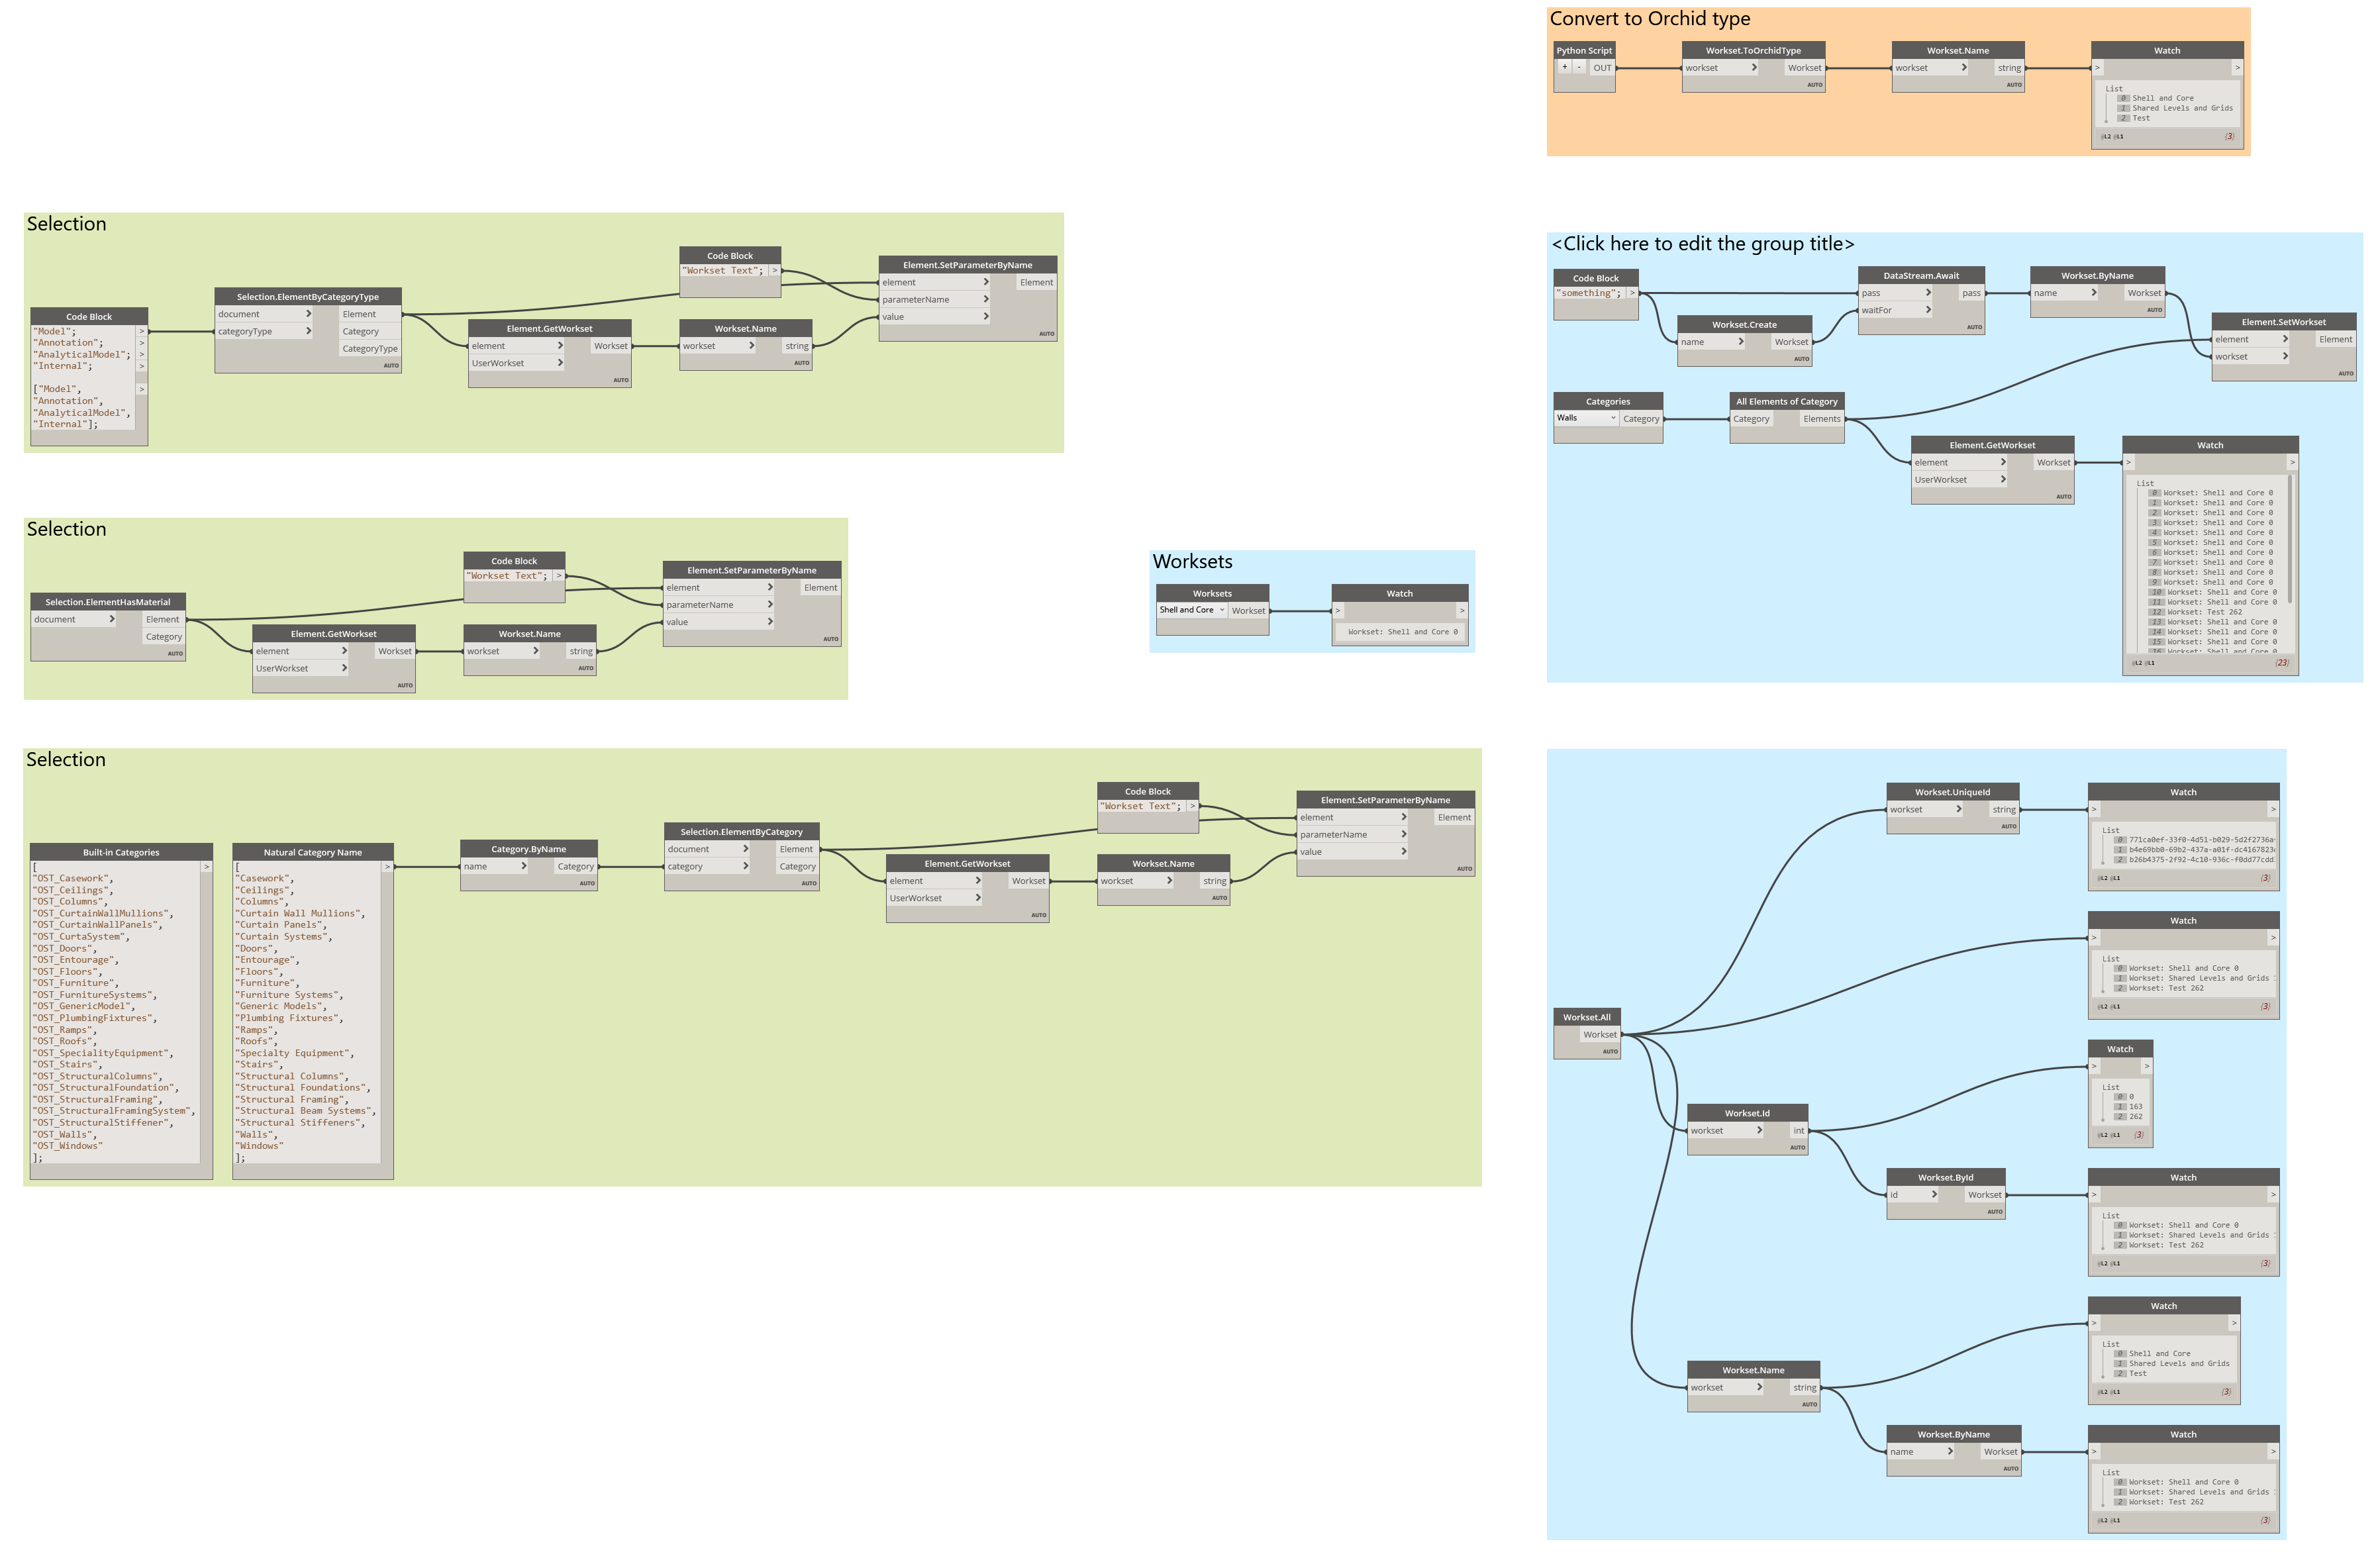 Convert to Orchid type
Python Script
+ - OUT
Workset.ToOrchidType
workset Workset
AUTO
Workset.Name
workset string
AUTO
Watch
> >
List
0 Shell and Core
1 Shared Levels and Grids
2 Test
@L2 @L1 {3}
Selection
Code Block
"Model"; >
"Annotation"; >
"AnalyticalModel"; >
"Internal"; >
["Model", >
"Annotation",
"AnalyticalModel",
"Internal"];
Selection.ElementByCategoryType
document Element
categoryType Category
CategoryType
AUTO
Element.GetWorkset
element Workset
UserWorkset
AUTO
Code Block
"Workset Text"; >
Workset.Name
workset string
AUTO
Element.SetParameterByName
element Element
parameterName
value
AUTO
<Click here to edit the group title>
Code Block
"something"; >
Workset.Create
name Workset
AUTO
DataStream.Await
pass pass
waitFor
AUTO
Workset.ByName
name Workset
AUTO
Element.SetWorkset
element Element
workset
AUTO
Categories
Walls Category
All Elements of Category
Category Elements
Element.GetWorkset
element Workset
UserWorkset
AUTO
Watch
> >
List
0 Workset: Shell and Core 0
1 Workset: Shell and Core 0
2 Workset: Shell and Core 0
3 Workset: Shell and Core 0
4 Workset: Shell and Core 0
5 Workset: Shell and Core 0
6 Workset: Shell and Core 0
7 Workset: Shell and Core 0
8 Workset: Shell and Core 0
9 Workset: Shell and Core 0
10 Workset: Shell and Core 0
11 Workset: Shell and Core 0
12 Workset: Test 262
13 Workset: Shell and Core 0
14 Workset: Shell and Core 0
15 Workset: Shell and Core 0
16 Workset: Shell and Core 0
@L2 @L1 {23}
Selection
Selection.ElementHasMaterial
document Element
Category
AUTO
Element.GetWorkset
element Workset
UserWorkset
AUTO
Code Block
"Workset Text"; >
Workset.Name
workset string
AUTO
Element.SetParameterByName
element Element
parameterName
value
AUTO
Worksets
Worksets
Shell and Core Workset
Watch
> >
Workset: Shell and Core 0
Selection
Built-in Categories
[ >
"OST_Casework",
"OST_Ceilings",
"OST_Columns",
"OST_CurtainWallMullions",
"OST_CurtainWallPanels",
"OST_CurtaSystem",
"OST_Doors",
"OST_Entourage",
"OST_Floors",
"OST_Furniture",
"OST_FurnitureSystems",
"OST_GenericModel",
"OST_PlumbingFixtures",
"OST_Ramps",
"OST_Roofs",
"OST_SpecialityEquipment",
"OST_Stairs",
"OST_StructuralColumns",
"OST_StructuralFoundation",
"OST_StructuralFraming",
"OST_StructuralFramingSystem",
"OST_StructuralStiffener",
"OST_Walls",
"OST_Windows"
];
Natural Category Name
[ >
"Casework",
"Ceilings",
"Columns",
"Curtain Wall Mullions",
"Curtain Panels",
"Curtain Systems",
"Doors",
"Entourage",
"Floors",
"Furniture",
"Furniture Systems",
"Generic Models",
"Plumbing Fixtures",
"Ramps",
"Roofs",
"Specialty Equipment",
"Stairs",
"Structural Columns",
"Structural Foundations",
"Structural Framing",
"Structural Beam Systems",
"Structural Stiffeners",
"Walls",
"Windows"
];
Category.ByName
name Category
AUTO
Selection.ElementByCategory
document Element
category Category
AUTO
Element.GetWorkset
element Workset
UserWorkset
AUTO
Code Block
"Workset Text"; >
Workset.Name
workset string
AUTO
Element.SetParameterByName
element Element
parameterName
value
AUTO
Workset.All
Workset
AUTO
Workset.UniqueId
workset string
AUTO
Watch
> >
List
0 771ca0ef-33f0-4d51-b029-5d2f2736a
1 b4e69bb0-69b2-437a-a01f-dc4167823
2 b26b4375-2f92-4c10-936c-f0dd77cdd
@L2 @L1 {3}
Watch
> >
List
0 Workset: Shell and Core 0
1 Workset: Shared Levels and Grids
2 Workset: Test 262
@L2 @L1 {3}
Workset.Id
workset int
AUTO
Watch
> >
List
0 0
1 163
2 262
@L2 @L1 {3}
Workset.ById
id Workset
AUTO
Watch
> >
List
0 Workset: Shell and Core 0
1 Workset: Shared Levels and Grids
2 Workset: Test 262
@L2 @L1 {3}
Workset.Name
workset string
AUTO
Watch
> >
List
0 Shell and Core
1 Shared Levels and Grids
2 Test
@L2 @L1 {3}
Workset.ByName
name Workset
AUTO
Watch
> >
List
0 Workset: Shell and Core 0
1 Workset: Shared Levels and Grids
2 Workset: Test 262
@L2 @L1 {3}